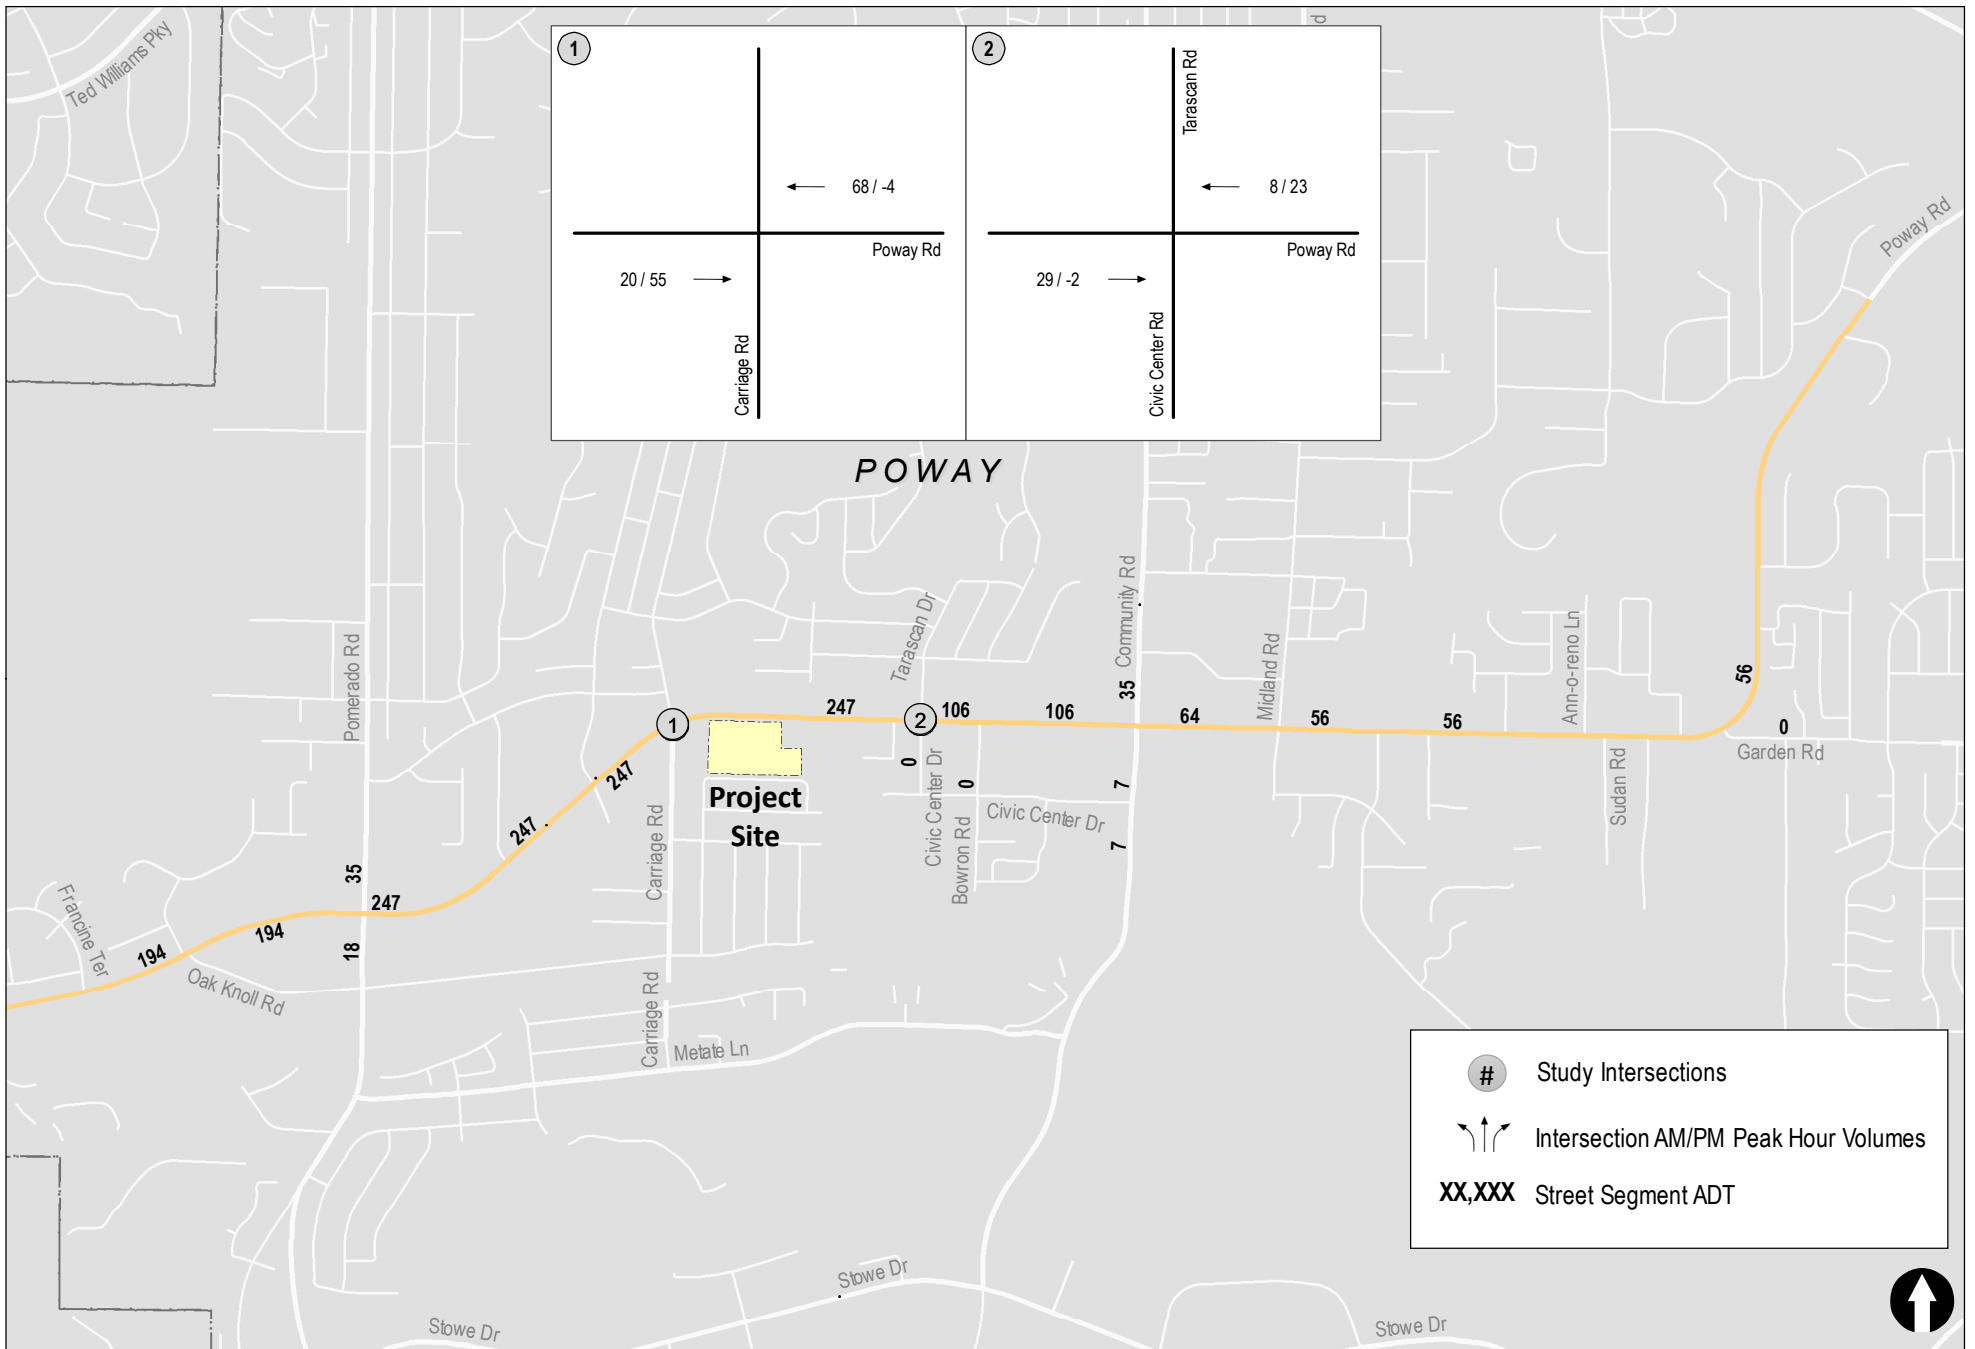 Ted Williams Pky
d
1
68 / -4
Poway Rd
20 / 55
Carriage Rd
2
Tarascan Rd
8 / 23
Poway Rd
29 / -2
Civic Center Rd
Poway Rd
POWAY
Pomerado Rd
Tarascan Dr
Community Rd
Midland Rd
Ann-o-reno Ln
56
35
1
247
2
106
106
64
56
56
0
Garden Rd
247
0
Civic Center Dr
0
7
Sudan Rd
Project
Site
Carriage Rd
Bowron Rd
Civic Center Dr
7
247
35
247
18
Francine Ter
194
194
Oak Knoll Rd
Carriage Rd
Metate Ln
# Study Intersections
Intersection AM/PM Peak Hour Volumes
XX,XXX Street Segment ADT
Stowe Dr
Stowe Dr
Stowe Dr